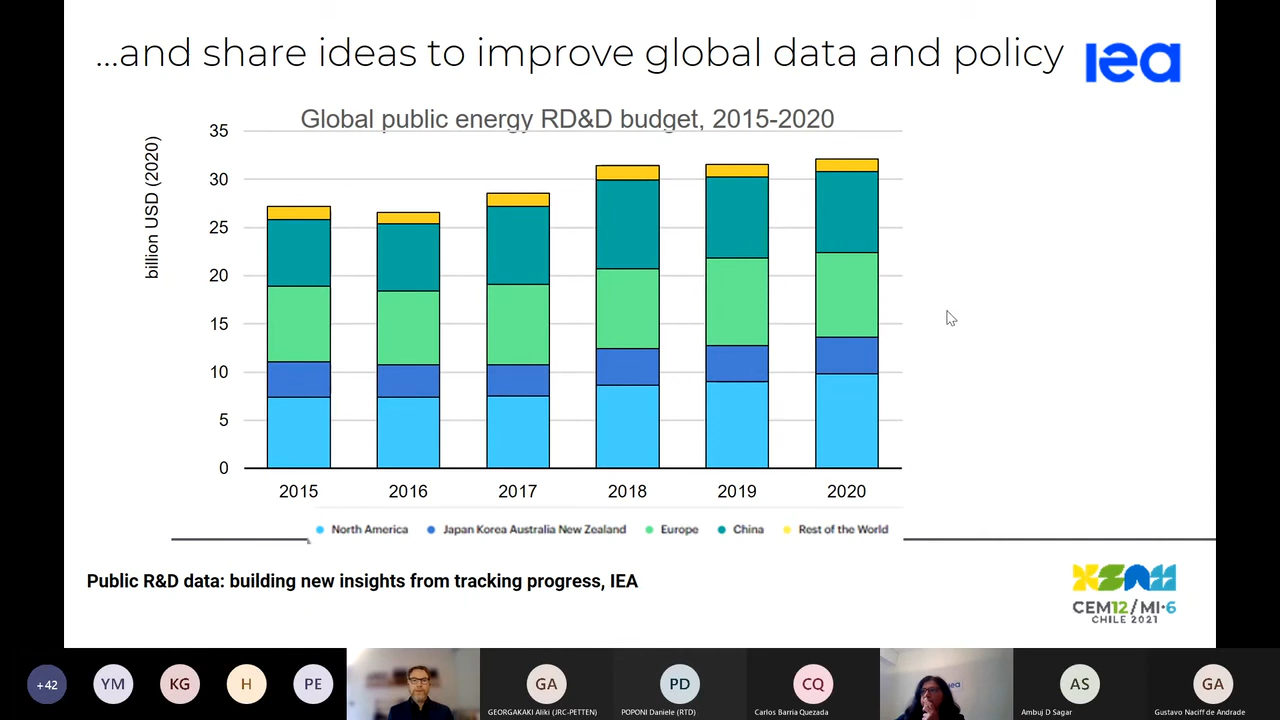 ...and share ideas to improve global data and policy
iea
Global public energy RD&D budget, 2015-2020
billion USD (2020)
35
30
25
20
15
10
5
0
2015 2016 2017 2018 2019 2020
North America Japan Korea Australia New Zealand Europe China Rest of the World
Public R&D data: building new insights from tracking progress, IEA
CEM12/MI·6
CHILE 2021
+42 YM KG H PE GA PD CQ AS GA
GEORGAKAKI Aliki (JRC-PETTEN) POPONI Daniele (RTD) Carlos Barria Quezada Ambuj D Sagar Gustavo Naciff de Andrade